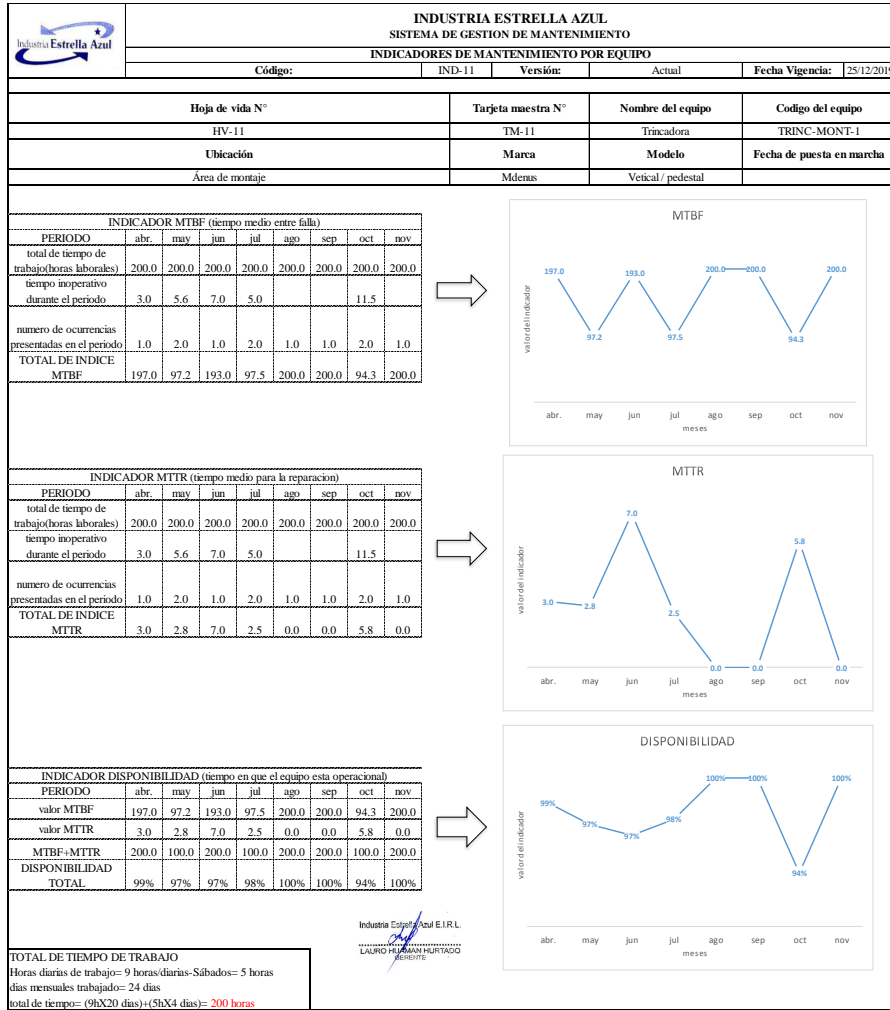 Industria Estrella Azul
INDUSTRIA ESTRELLA AZUL
SISTEMA DE GESTION DE MANTENIMIENTO
INDICADORES DE MANTENIMIENTO POR EQUIPO
Código: IND-11 Versión: Actual Fecha Vigencia: 25/12/2019
Hoja de vida N° Tarjeta maestra N° Nombre del equipo Codigo del equipo
HV-11 TM-11 Trincadora TRINC-MONT-1
Ubicación Marca Modelo Fecha de puesta en marcha
Área de montaje Mdenus Vetical / pedestal
INDICADOR MTBF (tiempo medio entre falla)
PERIODO abr. may jun jul ago sep oct nov
total de tiempo de
trabajo(horas laborales) 200.0 200.0 200.0 200.0 200.0 200.0 200.0 200.0
tiempo inoperativo
durante el periodo 3.0 5.6 7.0 5.0 11.5
numero de ocurrencias
presentadas en el periodo 1.0 2.0 1.0 2.0 1.0 1.0 2.0 1.0
TOTAL DE INDICE
MTBF 197.0 97.2 193.0 97.5 200.0 200.0 94.3 200.0
MTBF
valor del indicador
197.0 97.2 193.0 97.5 200.0 200.0 94.3 200.0
abr. may jun jul ago sep oct nov
meses
INDICADOR MTTR (tiempo medio para la reparacion)
PERIODO abr. may jun jul ago sep oct nov
total de tiempo de
trabajo(horas laborales) 200.0 200.0 200.0 200.0 200.0 200.0 200.0 200.0
tiempo inoperativo
durante el periodo 3.0 5.6 7.0 5.0 11.5
numero de ocurrencias
presentadas en el periodo 1.0 2.0 1.0 2.0 1.0 1.0 2.0 1.0
TOTAL DE INDICE
MTTR 3.0 2.8 7.0 2.5 0.0 0.0 5.8 0.0
MTTR
valor del indicador
3.0 2.8 7.0 2.5 0.0 0.0 5.8 0.0
abr. may jun jul ago sep oct nov
meses
INDICADOR DISPONIBILIDAD (tiempo en que el equipo esta operacional)
PERIODO abr. may jun jul ago sep oct nov
valor MTBF 197.0 97.2 193.0 97.5 200.0 200.0 94.3 200.0
valor MTTR 3.0 2.8 7.0 2.5 0.0 0.0 5.8 0.0
MTBF+MTTR 200.0 100.0 200.0 100.0 200.0 200.0 100.0 200.0
DISPONIBILIDAD
TOTAL 99% 97% 97% 98% 100% 100% 94% 100%
DISPONIBILIDAD
valor del indicador
99% 97% 97% 98% 100% 100% 94% 100%
abr. may jun jul ago sep oct nov
meses
Industria Estrella Azul E.I.R.L.
LAURO HUAMAN HURTADO
GERENTE
TOTAL DE TIEMPO DE TRABAJO
Horas diarias de trabajo= 9 horas/diarias-Sábados= 5 horas
dias mensuales trabajado= 24 dias
total de tiempo= (9hX20 dias)+(5hX4 dias)= 200 horas